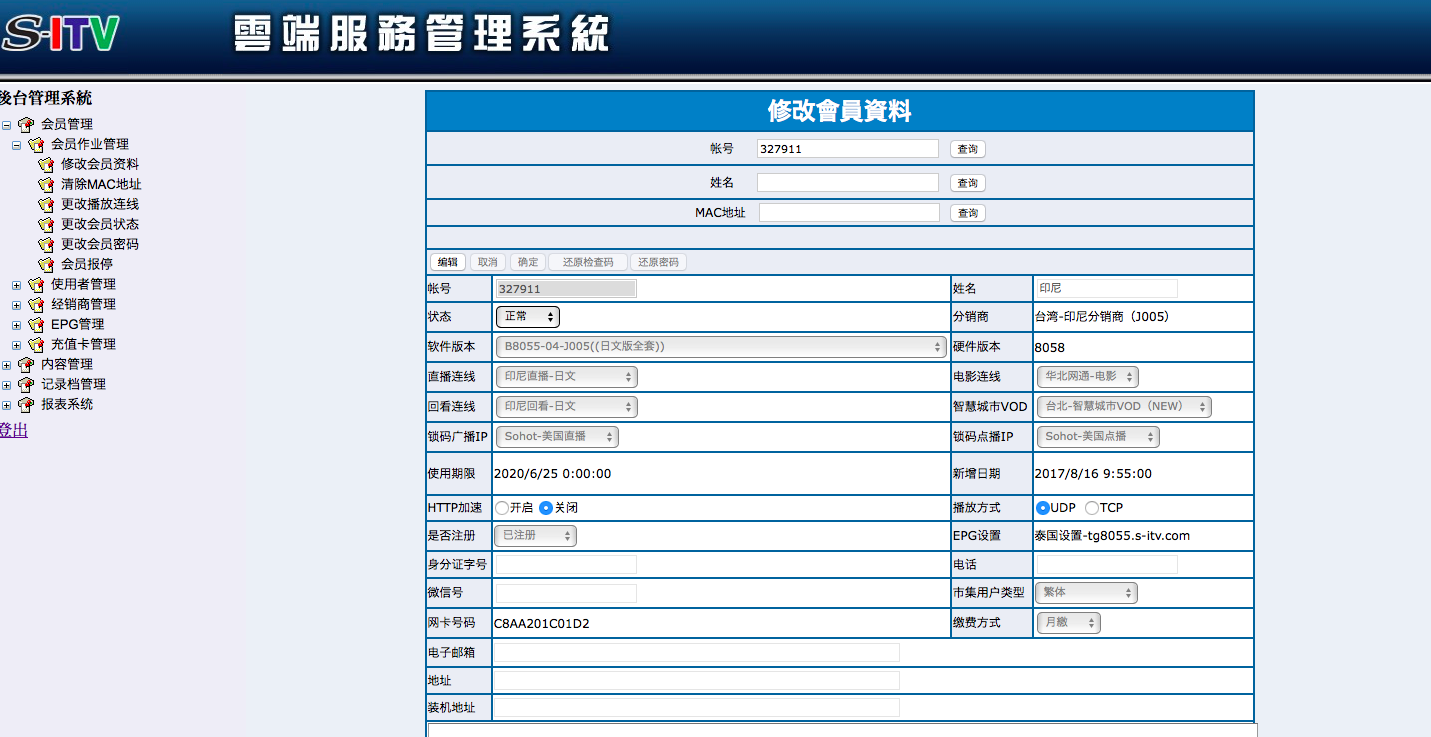 S-ITV 雲端服務管理系統
後台管理系統
会员管理
会员作业管理
修改会员资料
清除MAC地址
更改播放连线
更改会员状态
更改会员密码
会员报停
使用者管理
经销商管理
EPG管理
充值卡管理
内容管理
记录档管理
报表系统
登出
修改會員資料
帐号 327911 查询
姓名 查询
MAC地址 查询
编辑 取消 确定 还原检查码 还原密码
帐号 327911 姓名 印尼
状态 正常 分销商 台湾-印尼分销商（J005）
软件版本 B8055-04-J005((日文版全套)) 硬件版本 8058
直播连线 印尼直播-日文 电影连线 华北网通-电影
回看连线 印尼回看-日文 智慧城市VOD 台北-智慧城市VOD（NEW）
锁码广播IP Sohot-美国直播 锁码点播IP Sohot-美国点播
使用期限 2020/6/25 0:00:00 新增日期 2017/8/16 9:55:00
HTTP加速 开启 关闭 播放方式 UDP TCP
是否注册 已注册 EPG设置 泰国设置-tg8055.s-itv.com
身分证字号 电话
微信号 市集用户类型 繁体
网卡号码 C8AA201C01D2 缴费方式 月繳
电子邮箱
地址
装机地址